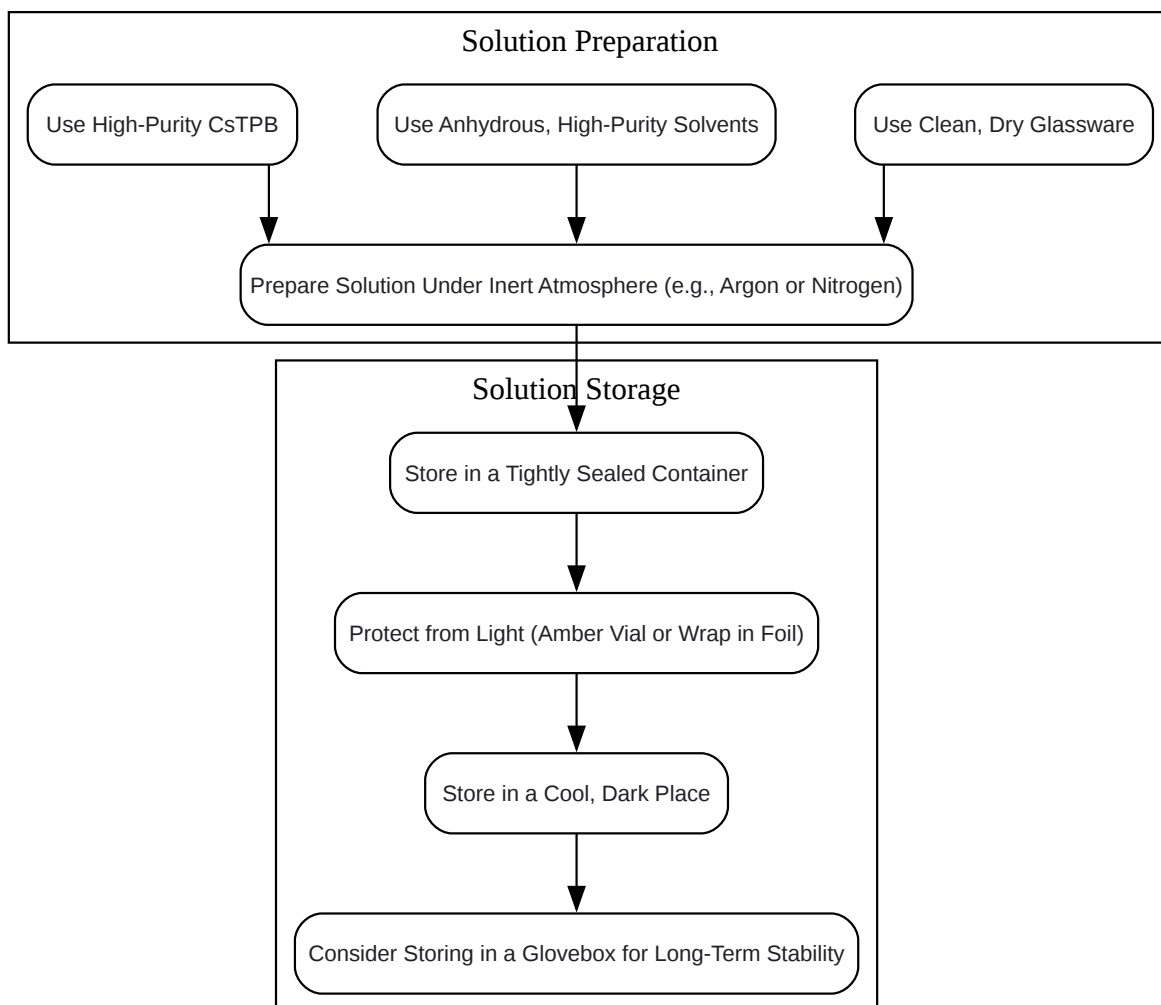 Solution Preparation
Use High-Purity CsTPB
Use Anhydrous, High-Purity Solvents
Use Clean, Dry Glassware
Prepare Solution Under Inert Atmosphere (e.g., Argon or Nitrogen)
Solution Storage
Store in a Tightly Sealed Container
Protect from Light (Amber Vial or Wrap in Foil)
Store in a Cool, Dark Place
Consider Storing in a Glovebox for Long-Term Stability